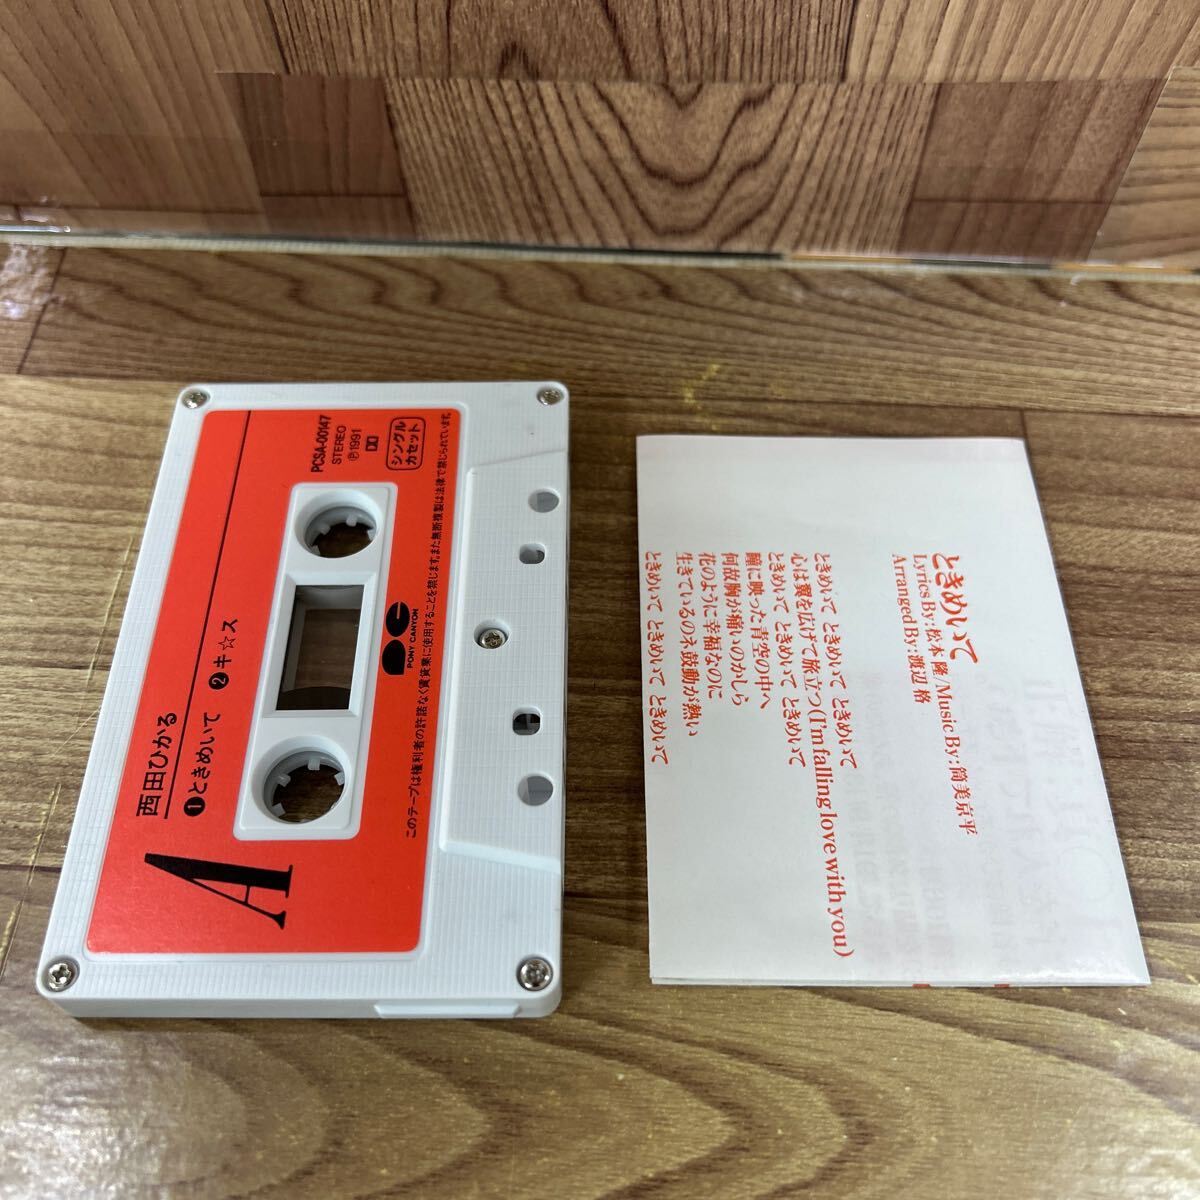 西田ひかる
❶ときめいて ❷キ☆ス
A
PCSA-00147
STEREO
Ⓟ1991
シングル
カセット
PONY CANYON
このテープは権利者の許諾なく賃貸業に使用することを禁じます。また無断複製は法律で禁じられています。
ときめいて
Lyrics By:松本 隆/Music By:筒美京平
Arranged By:渡辺 格
ときめいて ときめいて ときめいて
心は翼を広げて旅立つ(I'm falling love with you)
ときめいて ときめいて ときめいて
瞳に映った青空の中へ
何故胸が痛いのかしら
花のように幸福なのに
生きているのね 鼓動が熱い
ときめいて ときめいて ときめいて